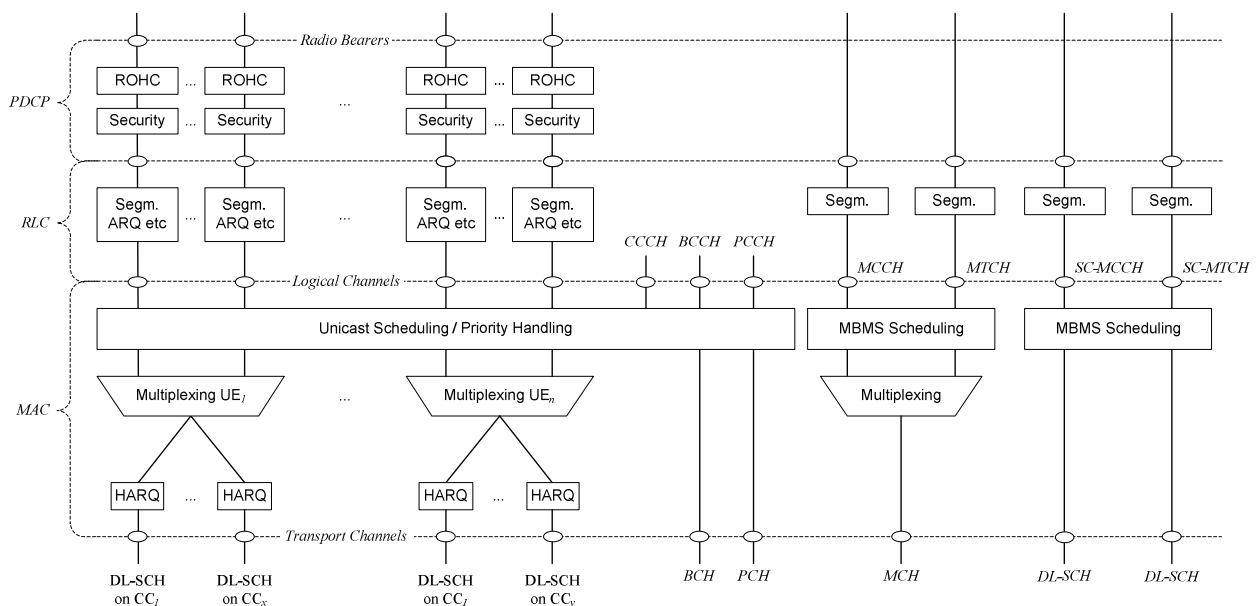 Radio Bearers
ROHC ... ROHC ROHC ... ROHC
PDCP ...
Security ... Security Security ... Security
Segm. ARQ etc ... Segm. ARQ etc ... Segm. ARQ etc ... Segm. ARQ etc Segm. Segm. Segm. Segm.
RLC
CCCH BCCH PCCH
MCCH MTCH SC-MCCH SC-MTCH
Logical Channels
Unicast Scheduling / Priority Handling MBMS Scheduling MBMS Scheduling
Multiplexing UE1 ... Multiplexing UEn Multiplexing
MAC
HARQ ... HARQ HARQ ... HARQ
Transport Channels
DL-SCH DL-SCH DL-SCH DL-SCH BCH PCH MCH DL-SCH DL-SCH
on CC1 on CCx on CC1 on CCy